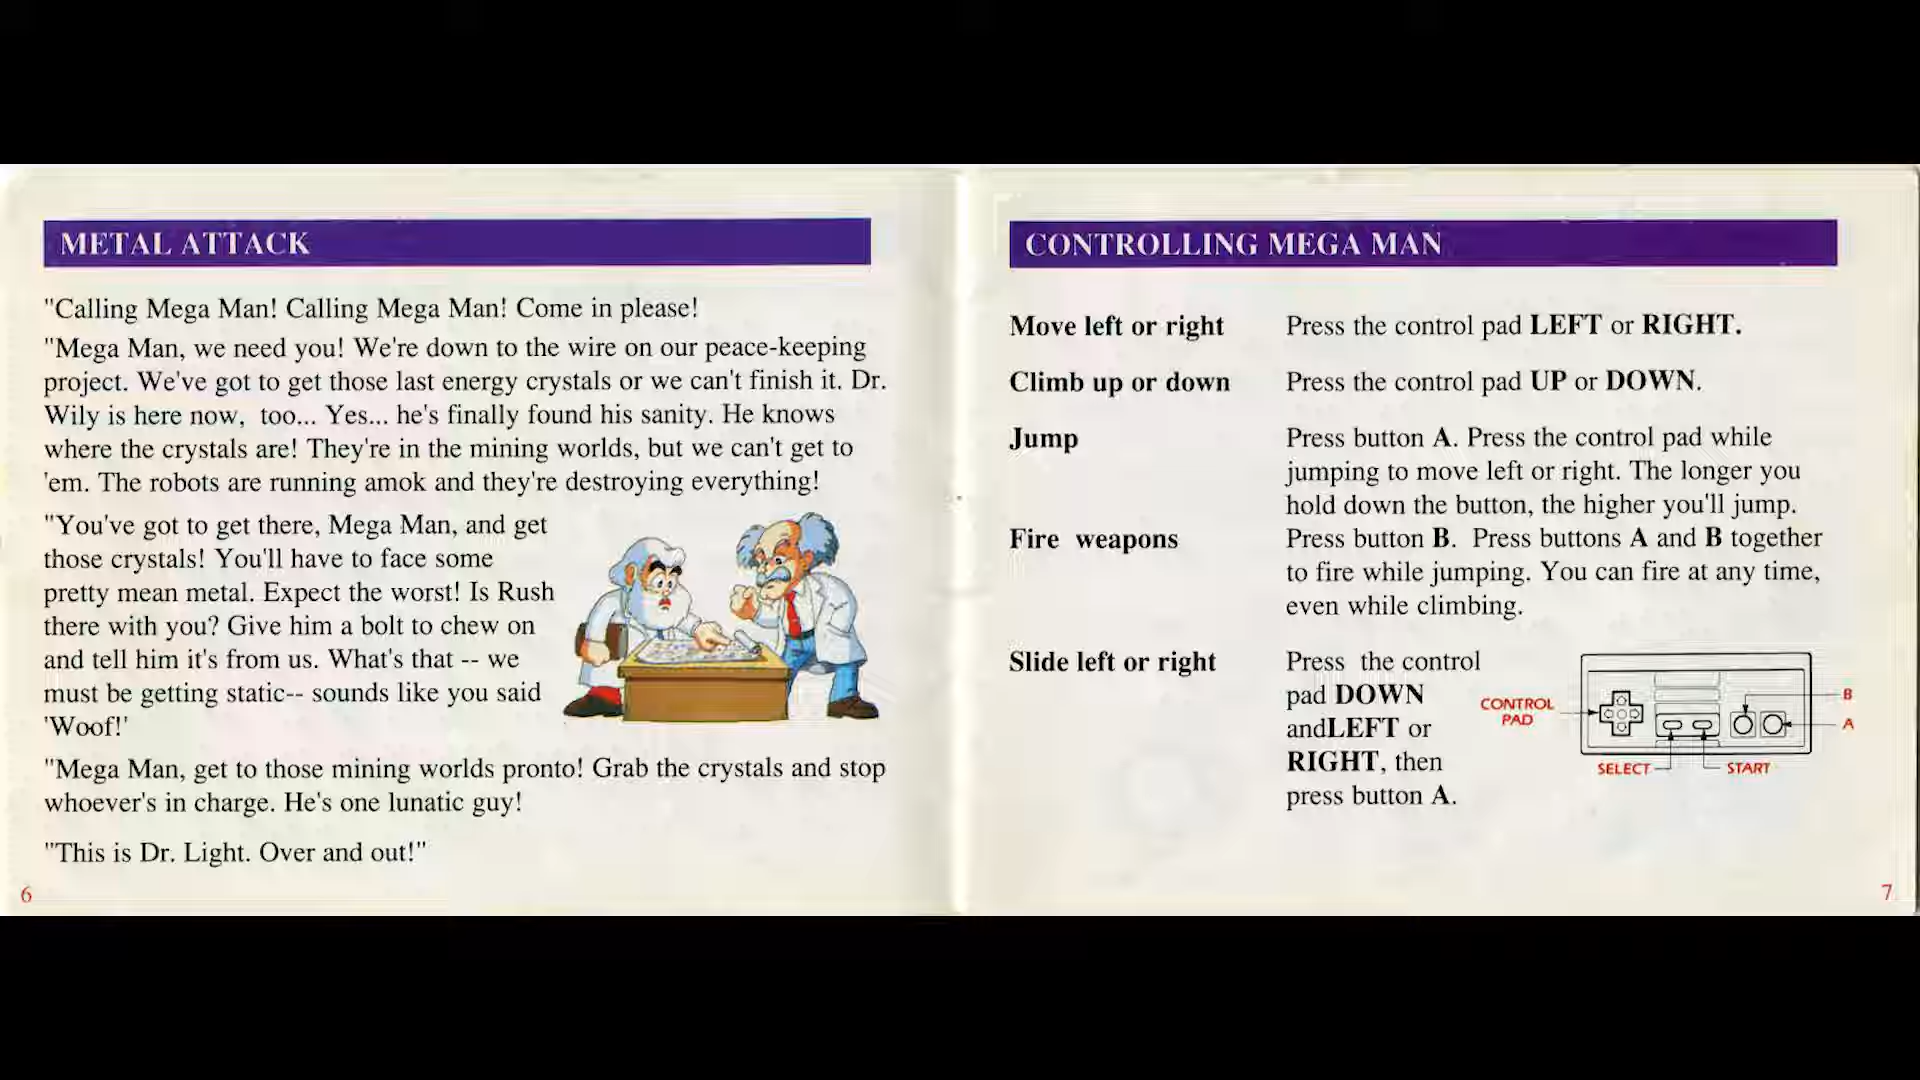 METAL ATTACK
"Calling Mega Man! Calling Mega Man! Come in please!
"Mega Man, we need you! We're down to the wire on our peace-keeping
project. We've got to get those last energy crystals or we can't finish it. Dr.
Wily is here now, too... Yes... he's finally found his sanity. He knows
where the crystals are! They're in the mining worlds, but we can't get to
'em. The robots are running amok and they're destroying everything!
"You've got to get there, Mega Man, and get
those crystals! You'll have to face some
pretty mean metal. Expect the worst! Is Rush
there with you? Give him a bolt to chew on
and tell him it's from us. What's that -- we
must be getting static-- sounds like you said
'Woof!'
"Mega Man, get to those mining worlds pronto! Grab the crystals and stop
whoever's in charge. He's one lunatic guy!
"This is Dr. Light. Over and out!"
6
CONTROLLING MEGA MAN
Move left or right Press the control pad LEFT or RIGHT.
Climb up or down Press the control pad UP or DOWN.
Jump Press button A. Press the control pad while
jumping to move left or right. The longer you
hold down the button, the higher you'll jump.
Fire weapons Press button B. Press buttons A and B together
to fire while jumping. You can fire at any time,
even while climbing.
Slide left or right Press the control
pad DOWN
andLEFT or
RIGHT, then
press button A.
CONTROL
PAD
B
A
SELECT
START
7